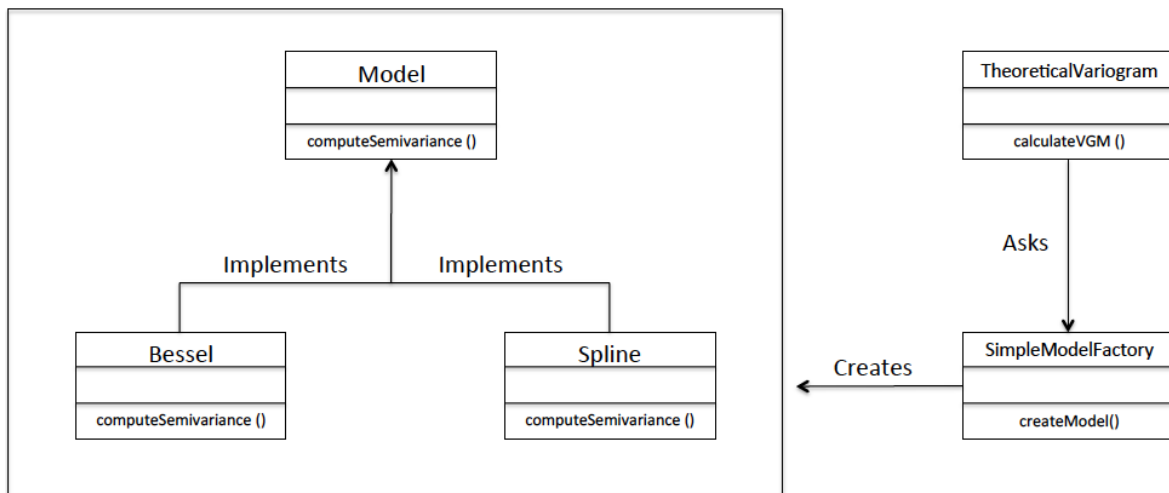 Model
computeSemivariance ()
TheoreticalVariogram
calculateVGM ()
Implements
Implements
Asks
Bessel
computeSemivariance ()
Spline
computeSemivariance ()
Creates
SimpleModelFactory
createModel()